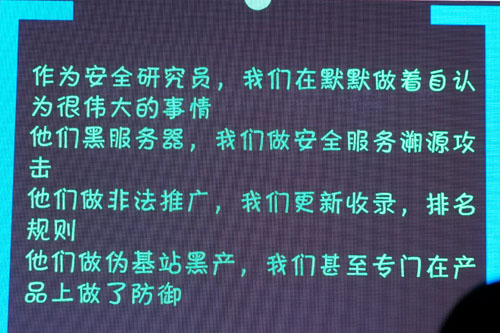 作为安全研究员，我们在默默做着自认
为很伟大的事情
他们黑服务器，我们做安全服务溯源攻
击
他们做非法推广，我们更新收录，排名
规则
他们做伪基站黑产，我们甚至专门在产
品上做了防御